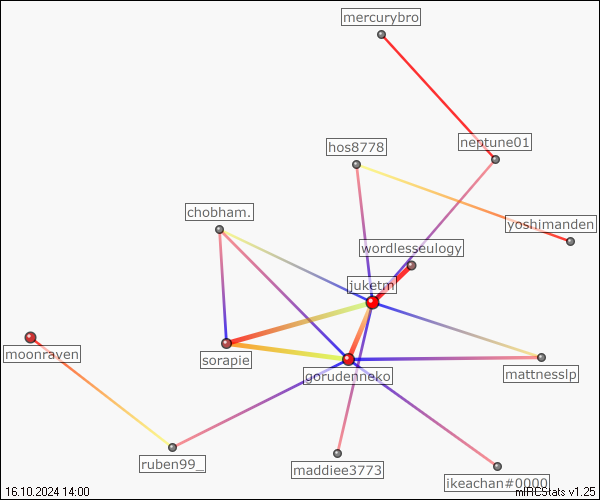 mercurybro
neptune01
hos8778
chobham.
yoshimanden
wordlesseulogy
juketm
moonraven
sorapie
gorudenneko
mattnesslp
ruben99_
maddiee3773
ikeachan#0000
16.10.2024 14:00
mIRCStats v1.25